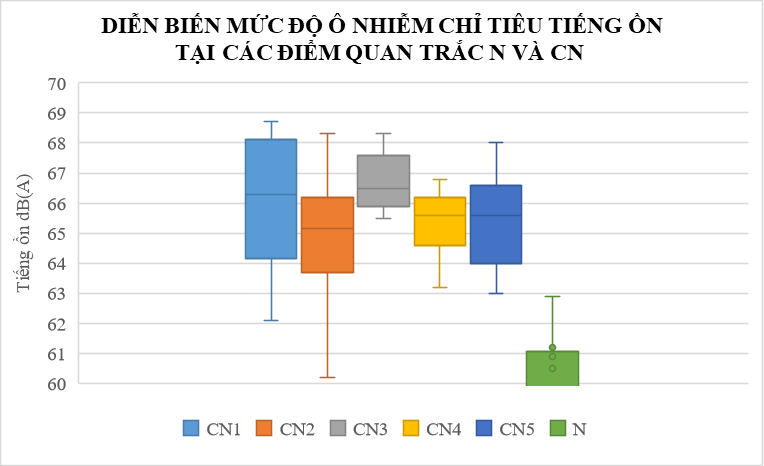 DIỄN BIẾN MỨC ĐỘ Ô NHIỄM CHỈ TIÊU TIẾNG ỒN
TẠI CÁC ĐIỂM QUAN TRẮC N VÀ CN
70
69
68
67
66
65
64
63
62
61
60
Tiếng ồn dB(A)
CN1 CN2 CN3 CN4 CN5 N